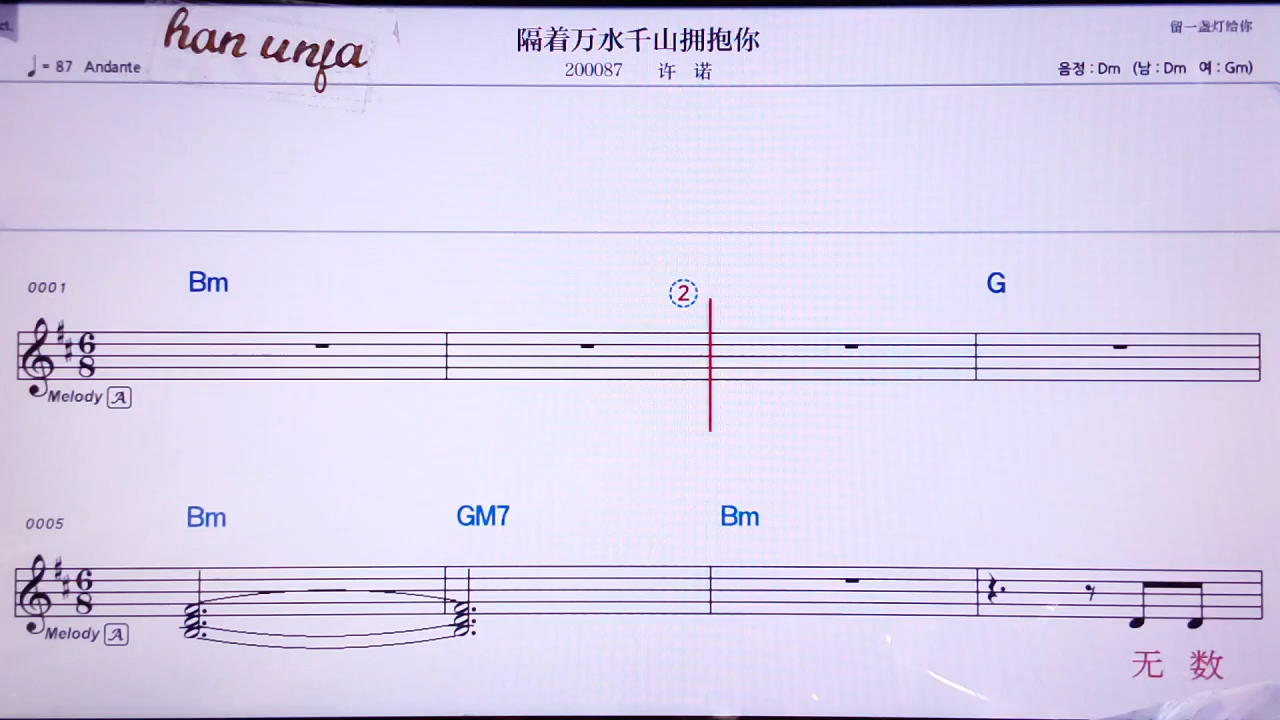 ct.
han unfa
隔着万水千山拥抱你
留一盏灯给你
♩= 87 Andante
200087 许 诺
음정 : Dm (남 : Dm 여 : Gm)
0001
Bm
2
G
6 8
Melody A
0005
Bm
GM7
Bm
6 8
Melody A
无 数